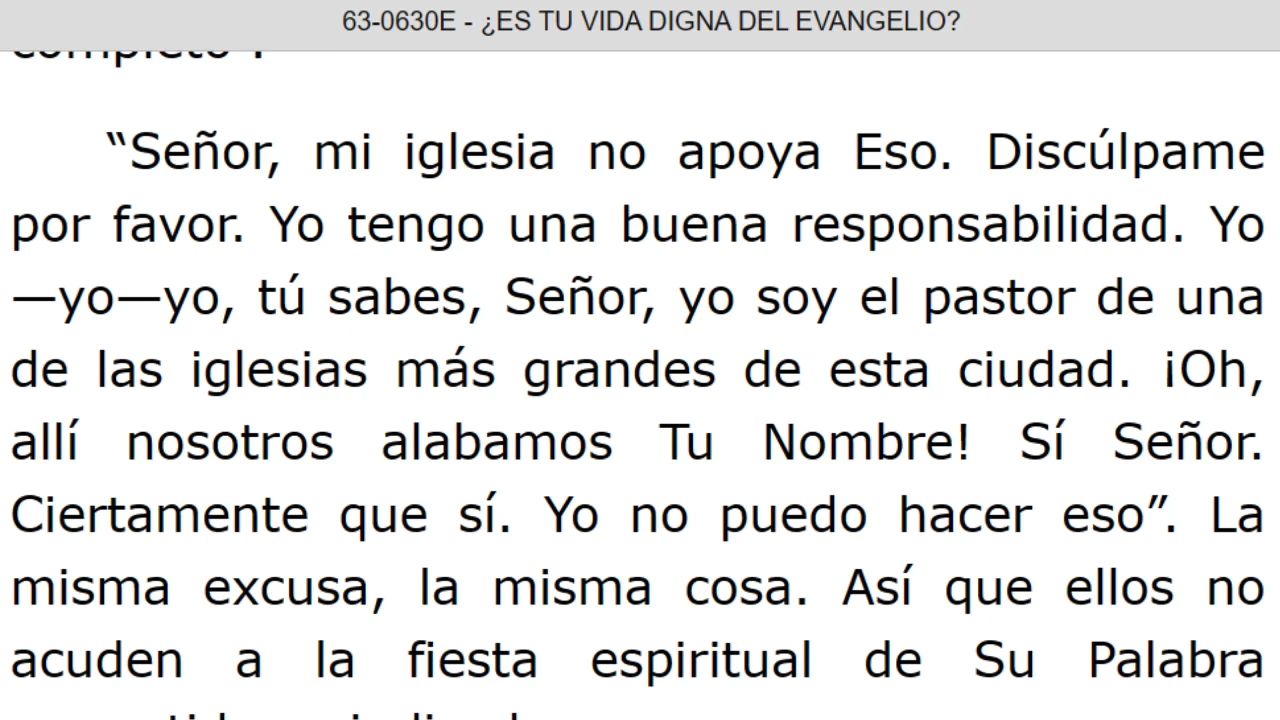 63-0630E - ¿ES TU VIDA DIGNA DEL EVANGELIO?
completo".
“Señor, mi iglesia no apoya Eso. Discúlpame
por favor. Yo tengo una buena responsabilidad. Yo
—yo—yo, tú sabes, Señor, yo soy el pastor de una
de las iglesias más grandes de esta ciudad. ¡Oh,
allí nosotros alabamos Tu Nombre! Sí Señor.
Ciertamente que sí. Yo no puedo hacer eso”. La
misma excusa, la misma cosa. Así que ellos no
acuden a la fiesta espiritual de Su Palabra